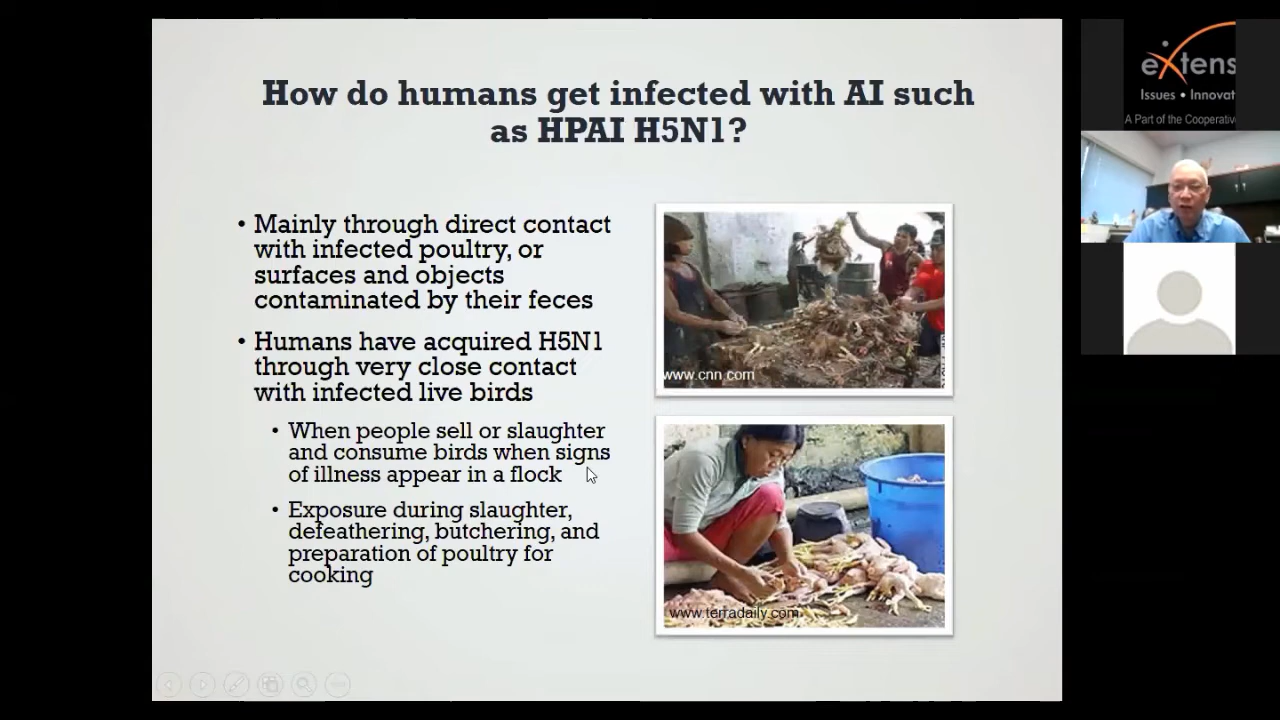 How do humans get infected with AI such
as HPAI H5N1?
• Mainly through direct contact
with infected poultry, or
surfaces and objects
contaminated by their feces
• Humans have acquired H5N1
through very close contact
with infected live birds
• When people sell or slaughter
and consume birds when signs
of illness appear in a flock
• Exposure during slaughter,
defeathering, butchering, and
preparation of poultry for
cooking
www.cnn.com
www.terradaily.com
eXtens
Issues • Innovat
A Part of the Cooperativ